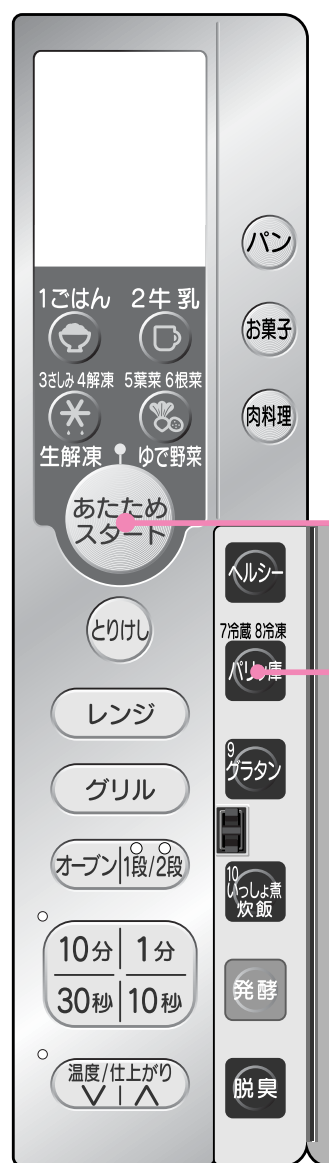 パン
お菓子
肉料理
1ごはん 2牛乳
3さしみ 4解凍 5葉菜 6根菜
生解凍 ゆで野菜
あたため
スタート
とりけし
レンジ
グリル
オーブン 1段/2段
10分 1分
30秒 10秒
温度/仕上がり
ヘルシー
7冷蔵 8冷凍
パリッ庫
9
グラタン
10
いっしょ煮
炊飯
発酵
脱臭